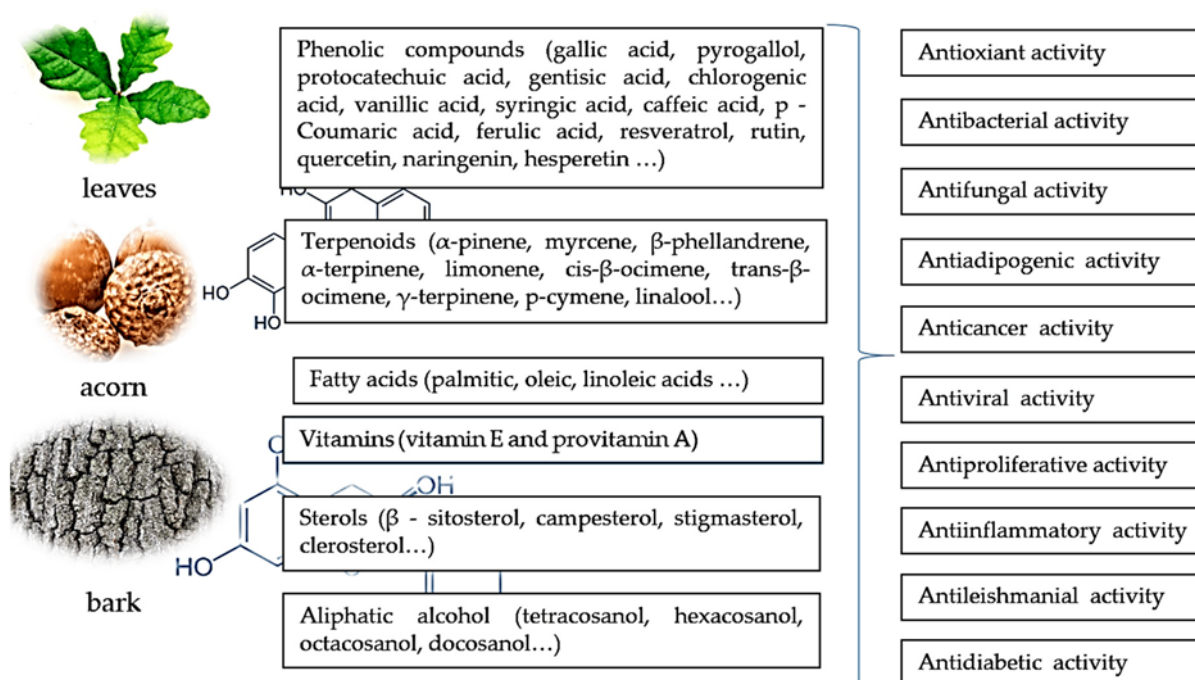 leaves
acorn
bark
Phenolic compounds (gallic acid, pyrogallol,
protocatechuic acid, gentisic acid, chlorogenic
acid, vanillic acid, syringic acid, caffeic acid, p -
Coumaric acid, ferulic acid, resveratrol, rutin,
quercetin, naringenin, hesperetin ...)
HO
Terpenoids (α-pinene, myrcene, β-phellandrene,
α-terpinene, limonene, cis-β-ocimene, trans-β-
ocimene, γ-terpinene, p-cymene, linalool...)
HO
HO
Fatty acids (palmitic, oleic, linoleic acids ...)
Vitamins (vitamin E and provitamin A)
OH
Sterols (β - sitosterol, campesterol, stigmasterol,
clerosterol...)
HO
Aliphatic alcohol (tetracosanol, hexacosanol,
octacosanol, docosanol...)
Antioxiant activity
Antibacterial activity
Antifungal activity
Antiadipogenic activity
Anticancer activity
Antiviral activity
Antiproliferative activity
Antiinflammatory activity
Antileishmanial activity
Antidiabetic activity